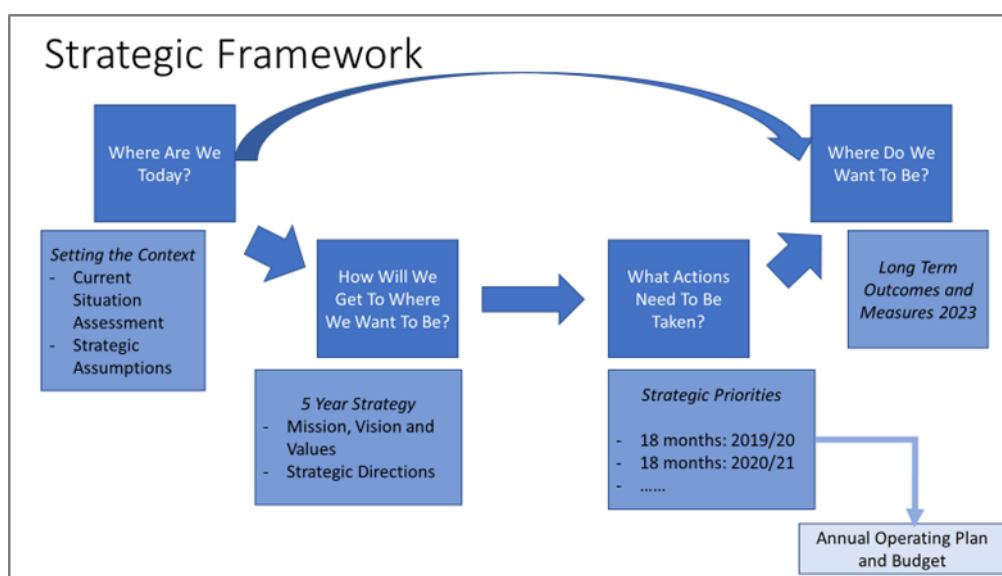 Strategic Framework
Where Are We
Today?
Where Do We
Want To Be?
Setting the Context
- Current
Situation
Assessment
- Strategic
Assumptions
How Will We
Get To Where
We Want To Be?
What Actions
Need To Be
Taken?
Long Term
Outcomes and
Measures 2023
5 Year Strategy
- Mission, Vision and
Values
- Strategic Directions
Strategic Priorities
- 18 months: 2019/20
- 18 months: 2020/21
- ......
Annual Operating Plan
and Budget